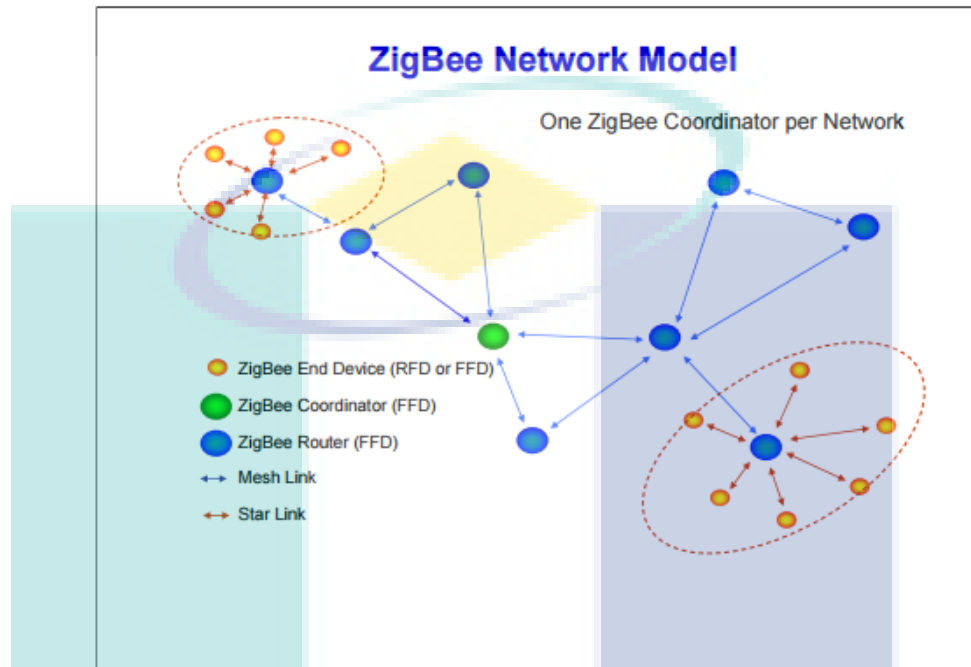 ZigBee Network Model
One ZigBee Coordinator per Network
ZigBee End Device (RFD or FFD)
ZigBee Coordinator (FFD)
ZigBee Router (FFD)
Mesh Link
Star Link